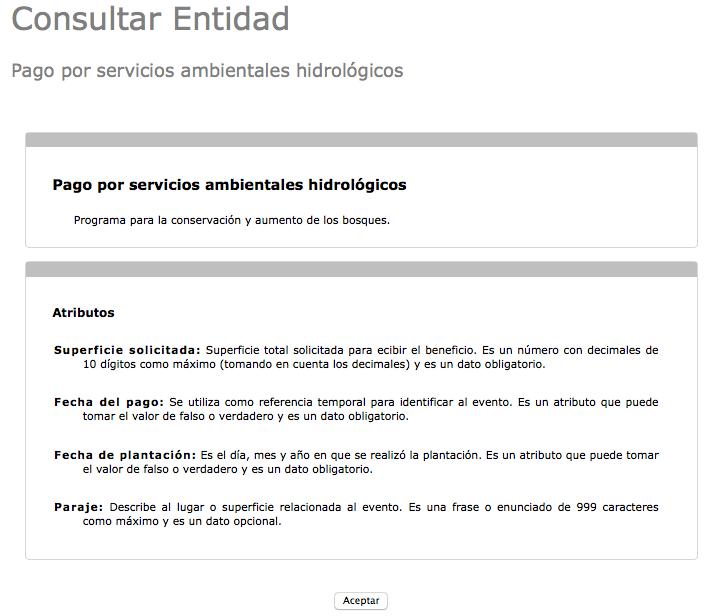 Consultar Entidad
Pago por servicios ambientales hidrológicos
Pago por servicios ambientales hidrológicos
Programa para la conservación y aumento de los bosques.
Atributos
Superficie solicitada: Superficie total solicitada para ecibir el beneficio. Es un número con decimales de
10 dígitos como máximo (tomando en cuenta los decimales) y es un dato obligatorio.
Fecha del pago: Se utiliza como referencia temporal para identificar al evento. Es un atributo que puede
tomar el valor de falso o verdadero y es un dato obligatorio.
Fecha de plantación: Es el día, mes y año en que se realizó la plantación. Es un atributo que puede tomar
el valor de falso o verdadero y es un dato obligatorio.
Paraje: Describe al lugar o superficie relacionada al evento. Es una frase o enunciado de 999 caracteres
como máximo y es un dato opcional.
Aceptar